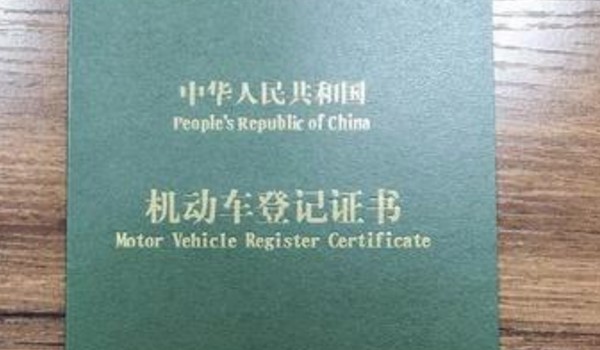 中华人民共和国
People's Republic of China
机动车登记证书
Motor Vehicle Register Certificate